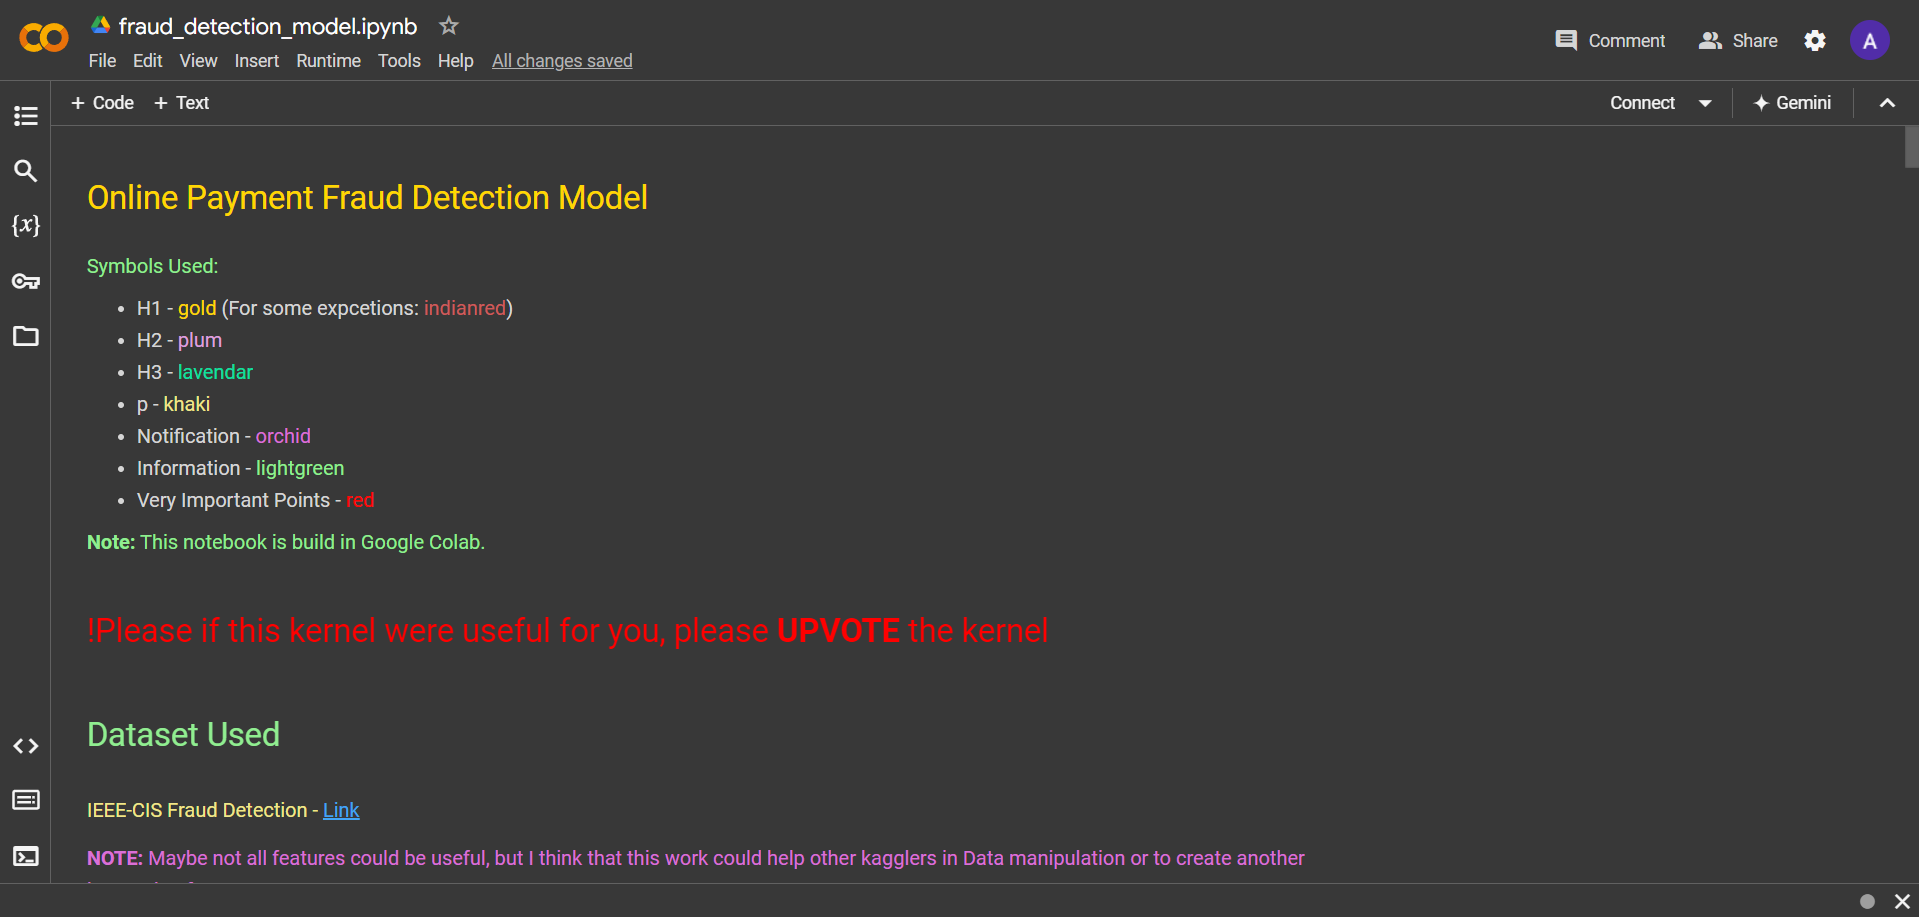 fraud_detection_model.ipynb
File Edit View Insert Runtime Tools Help All changes saved
Comment Share A
+ Code + Text
Connect Gemini
{x}
Online Payment Fraud Detection Model
Symbols Used:
• H1 - gold (For some expcetions: indianred)
• H2 - plum
• H3 - lavendar
• p - khaki
• Notification - orchid
• Information - lightgreen
• Very Important Points - red
Note: This notebook is build in Google Colab.
!Please if this kernel were useful for you, please UPVOTE the kernel
Dataset Used
IEEE-CIS Fraud Detection - Link
NOTE: Maybe not all features could be useful, but I think that this work could help other kagglers in Data manipulation or to create another